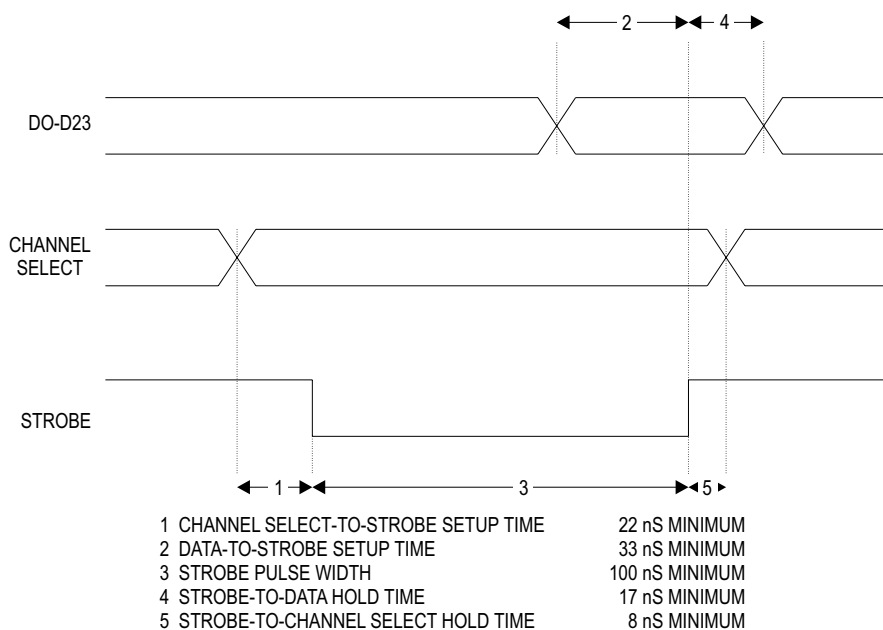 2
4
DO-D23
CHANNEL
SELECT
STROBE
1
3
5
1 CHANNEL SELECT-TO-STROBE SETUP TIME 22 nS MINIMUM
2 DATA-TO-STROBE SETUP TIME 33 nS MINIMUM
3 STROBE PULSE WIDTH 100 nS MINIMUM
4 STROBE-TO-DATA HOLD TIME 17 nS MINIMUM
5 STROBE-TO-CHANNEL SELECT HOLD TIME 8 nS MINIMUM